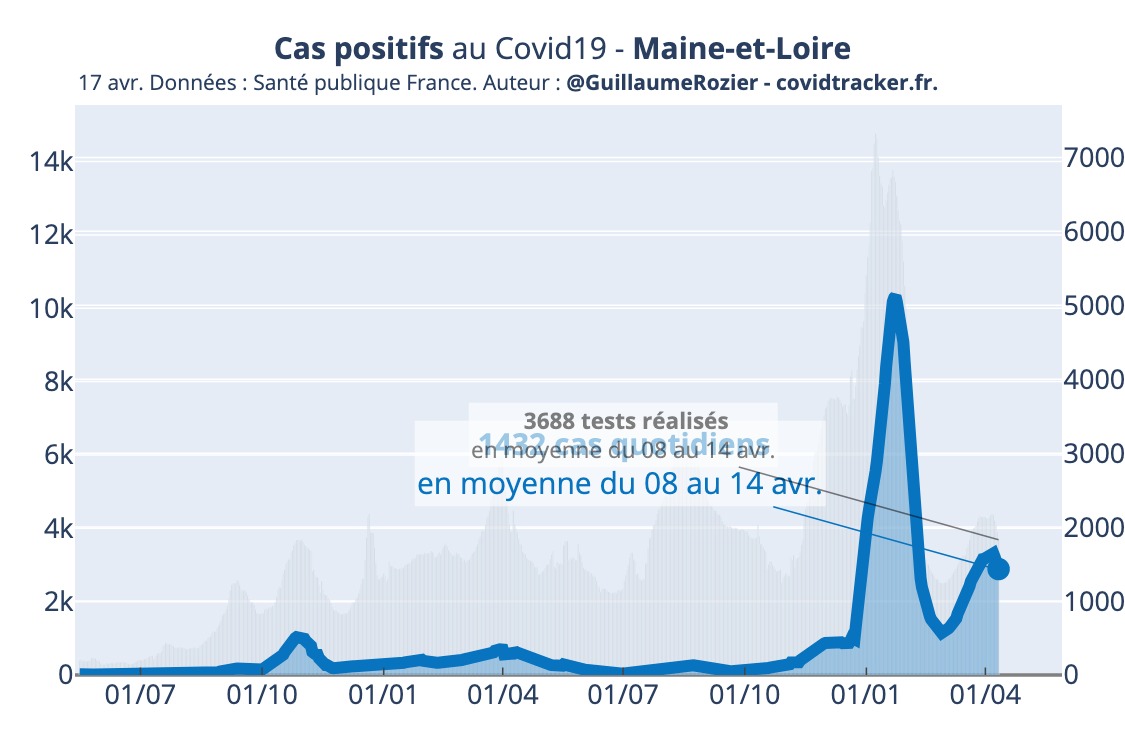 Cas positifs au Covid19 - Maine-et-Loire
17 avr. Données : Santé publique France. Auteur : @GuillaumeRozier - covidtracker.fr.
14k
7000
12k
6000
10k
5000
8k
4000
3688 tests réalisés
1432 cas quotidiens
en moyenne du 08 au 14 avr.
6k
3000
en moyenne du 08 au 14 avr.
4k
2000
2k
1000
0
0
01/07 01/10 01/01 01/04 01/07 01/10 01/01 01/04